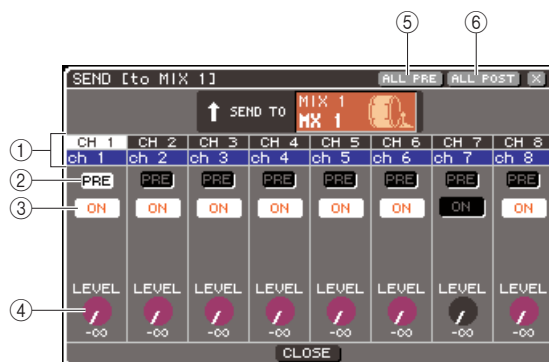 ⑤ ⑥
SEND [to MIX 1] ALL PRE ALL POST X
SEND TO MIX 1
MX 1
① CH 1 CH 2 CH 3 CH 4 CH 5 CH 6 CH 7 CH 8
ch 1 ch 2 ch 3 ch 4 ch 5 ch 6 ch 7 ch 8
② PRE PRE PRE PRE PRE PRE PRE PRE
③ ON ON ON ON ON ON ON ON
LEVEL LEVEL LEVEL LEVEL LEVEL LEVEL LEVEL LEVEL
④
-∞ -∞ -∞ -∞ -∞ -∞ -∞ -∞
CLOSE